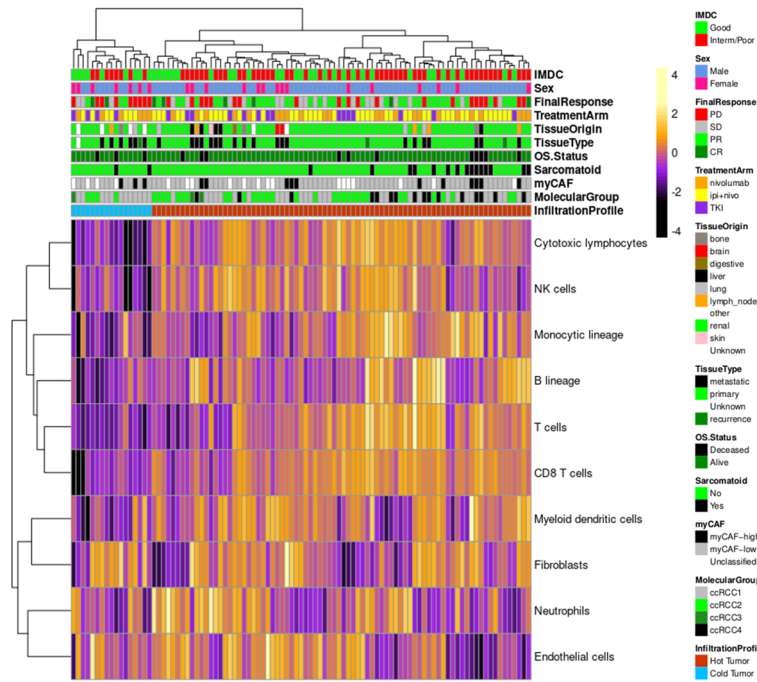 IMDC
Sex
FinalResponse
TreatmentArm
TissueOrigin
TissueType
OS.Status
Sarcomatoid
myCAF
MolecularGroup
InfiltrationProfile
Cytotoxic lymphocytes
NK cells
Monocytic lineage
B lineage
T cells
CD8 T cells
Myeloid dendritic cells
Fibroblasts
Neutrophils
Endothelial cells
4
2
0
-2
-4
IMDC
Good
Interm/Poor
Sex
Male
Female
FinalResponse
PD
SD
PR
CR
TreatmentArm
nivolumab
ipi+nivo
TKI
TissueOrigin
bone
brain
digestive
liver
lung
lymph_node
other
renal
skin
Unknown
TissueType
metastatic
primary
Unknown
recurrence
OS.Status
Deceased
Alive
Sarcomatoid
No
Yes
myCAF
myCAF-high
myCAF-low
Unclassified
MolecularGroup
ccRCC1
ccRCC2
ccRCC3
ccRCC4
InfiltrationProfi
Hot Tumor
Cold Tumor